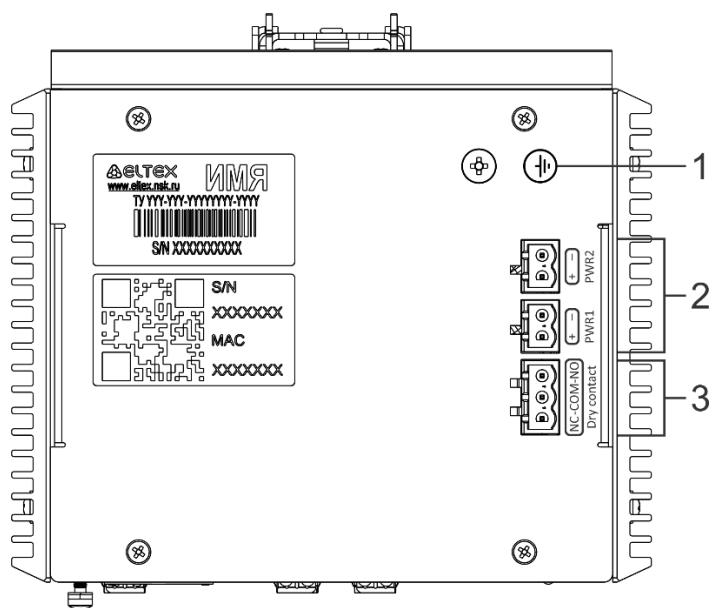 ELTEX ИМЯ
www.eltex.nsk.ru
ТУ YYY-YYY-YYYYYYYY-YYYY
S/N XXXXXXXXXX
S/N
XXXXXXX
MAC
XXXXXXX
1
+ −
PWR2
2
+ −
PWR1
NC-COM-NO
Dry contact
3